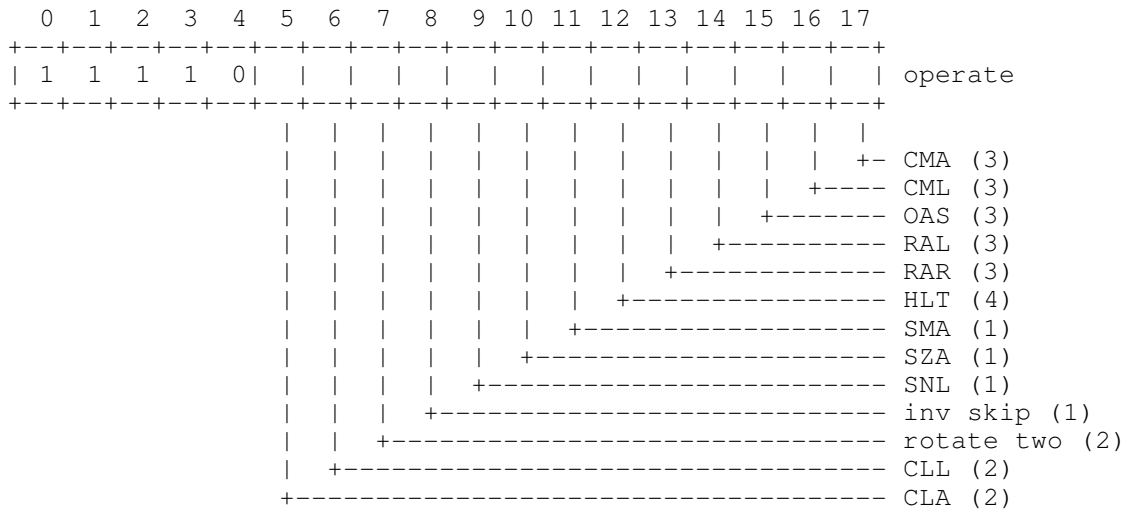 0  1  2  3  4  5  6  7  8  9 10 11 12 13 14 15 16 17
+--+--+--+--+--+--+--+--+--+--+--+--+--+--+--+--+--+--+
| 1  1  1  1  0|  |  |  |  |  |  |  |  |  |  |  |  |  | operate
+--+--+--+--+--+--+--+--+--+--+--+--+--+--+--+--+--+--+
                 |  |  |  |  |  |  |  |  |  |  |  |  |
                 |  |  |  |  |  |  |  |  |  |  |  |  +- CMA (3)
                 |  |  |  |  |  |  |  |  |  |  |  +---- CML (3)
                 |  |  |  |  |  |  |  |  |  |  +------- OAS (3)
                 |  |  |  |  |  |  |  |  |  +---------- RAL (3)
                 |  |  |  |  |  |  |  |  +------------- RAR (3)
                 |  |  |  |  |  |  |  +---------------- HLT (4)
                 |  |  |  |  |  |  +------------------- SMA (1)
                 |  |  |  |  |  +---------------------- SZA (1)
                 |  |  |  |  +------------------------- SNL (1)
                 |  |  |  +---------------------------- inv skip (1)
                 |  |  +------------------------------- rotate two (2)
                 |  +---------------------------------- CLL (2)
                 +------------------------------------- CLA (2)